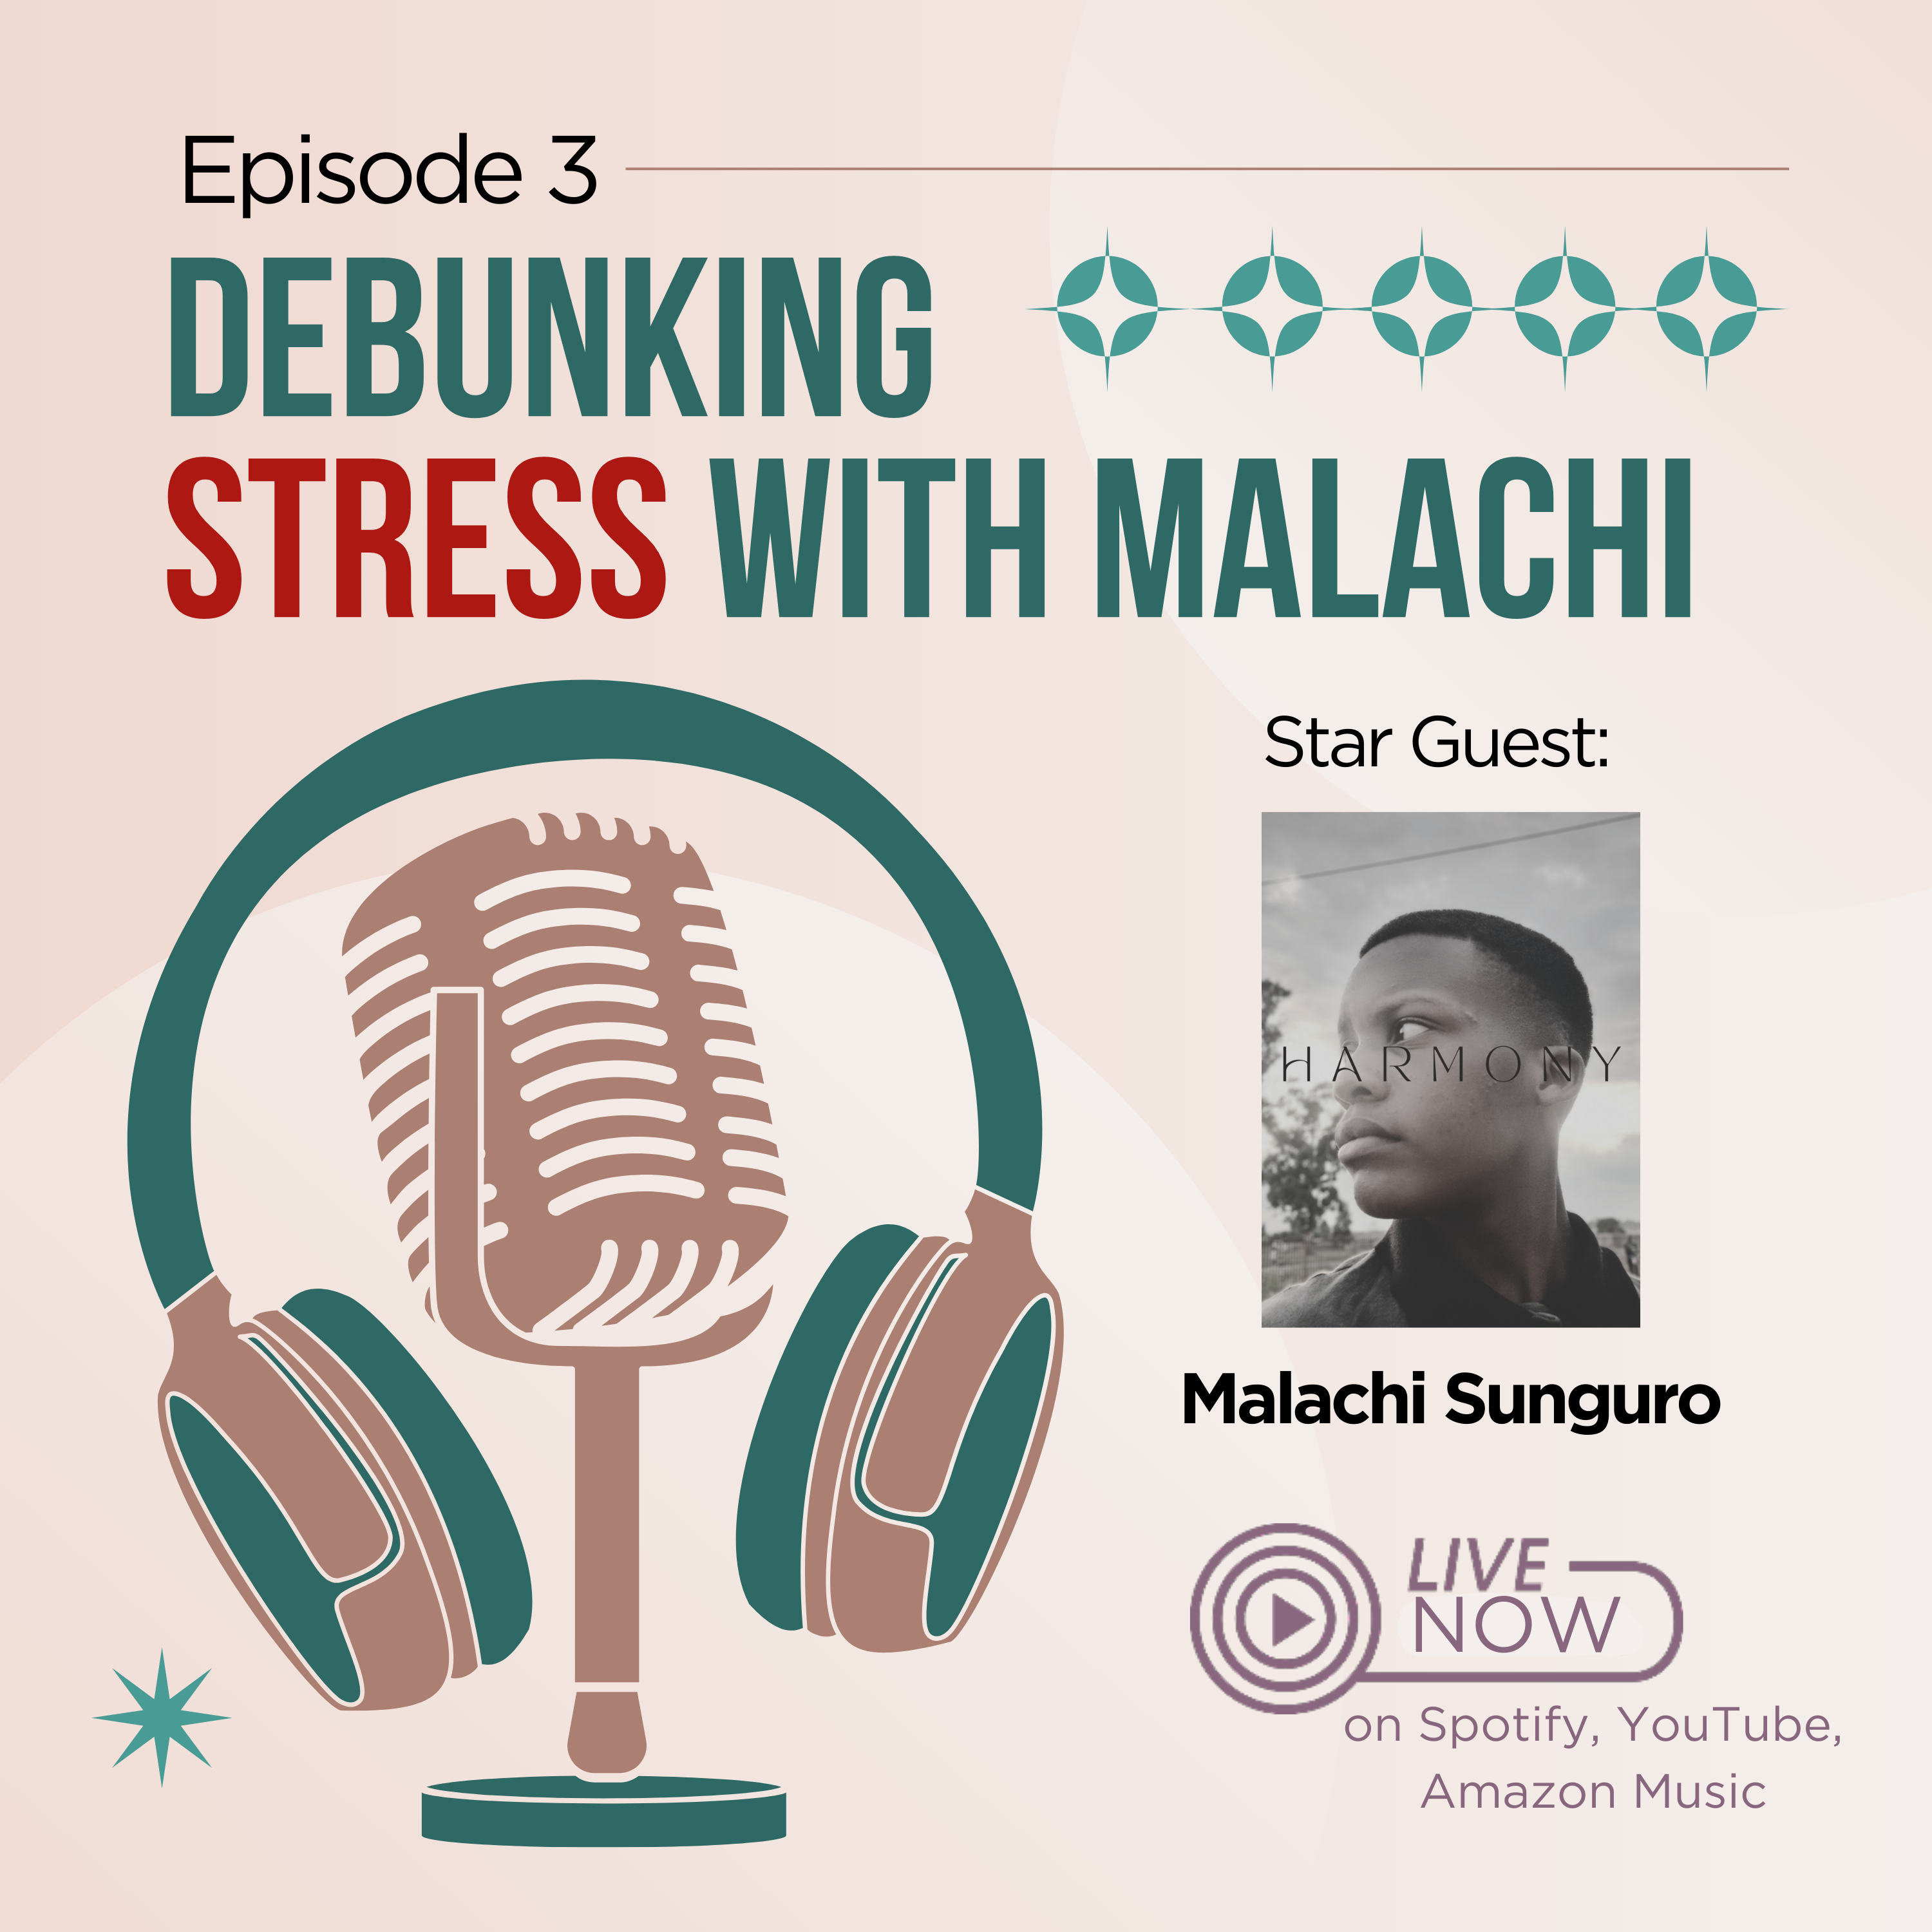 Episode 3
DEBUNKING
STRESS WITH MALACHI
Star Guest:
HARMONY
Malachi Sunguro
LIVE
NOW
on Spotify, YouTube,
Amazon Music